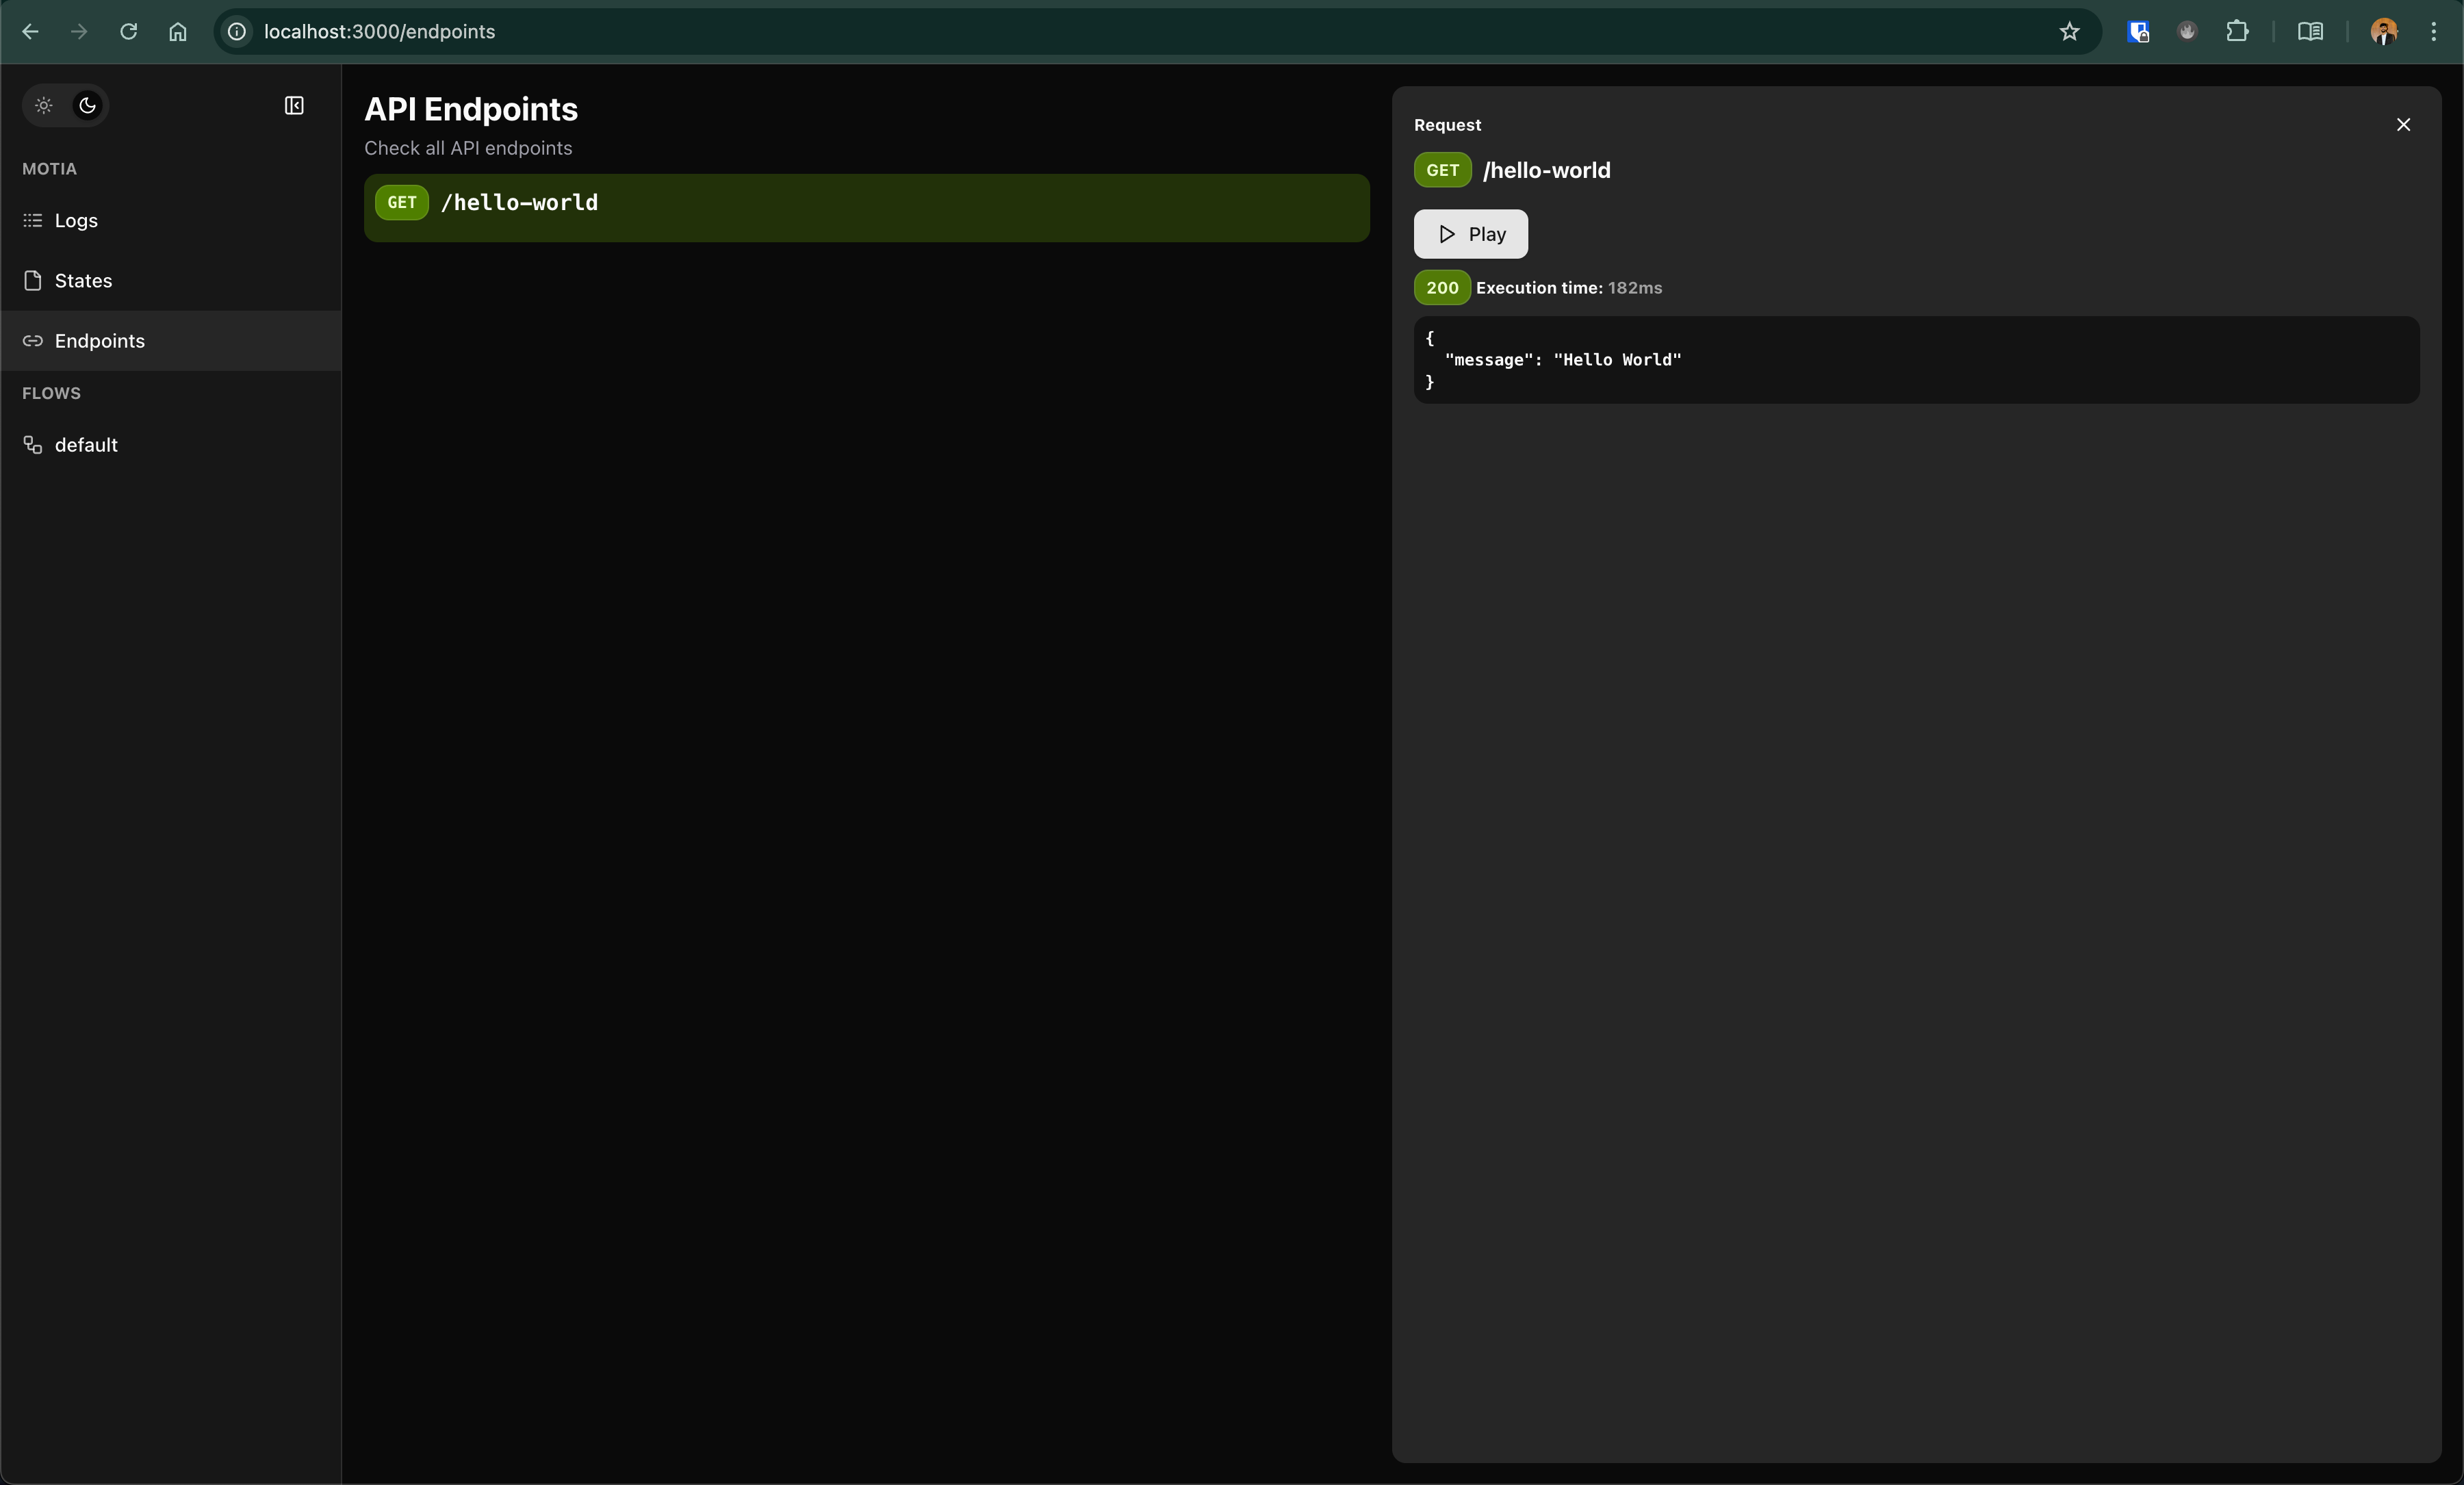 localhost:3000/endpoints
MOTIA
Logs
States
Endpoints
FLOWS
default
API Endpoints
Check all API endpoints
GET /hello-world
Request
GET /hello-world
Play
200 Execution time: 182ms
{
"message": "Hello World"
}